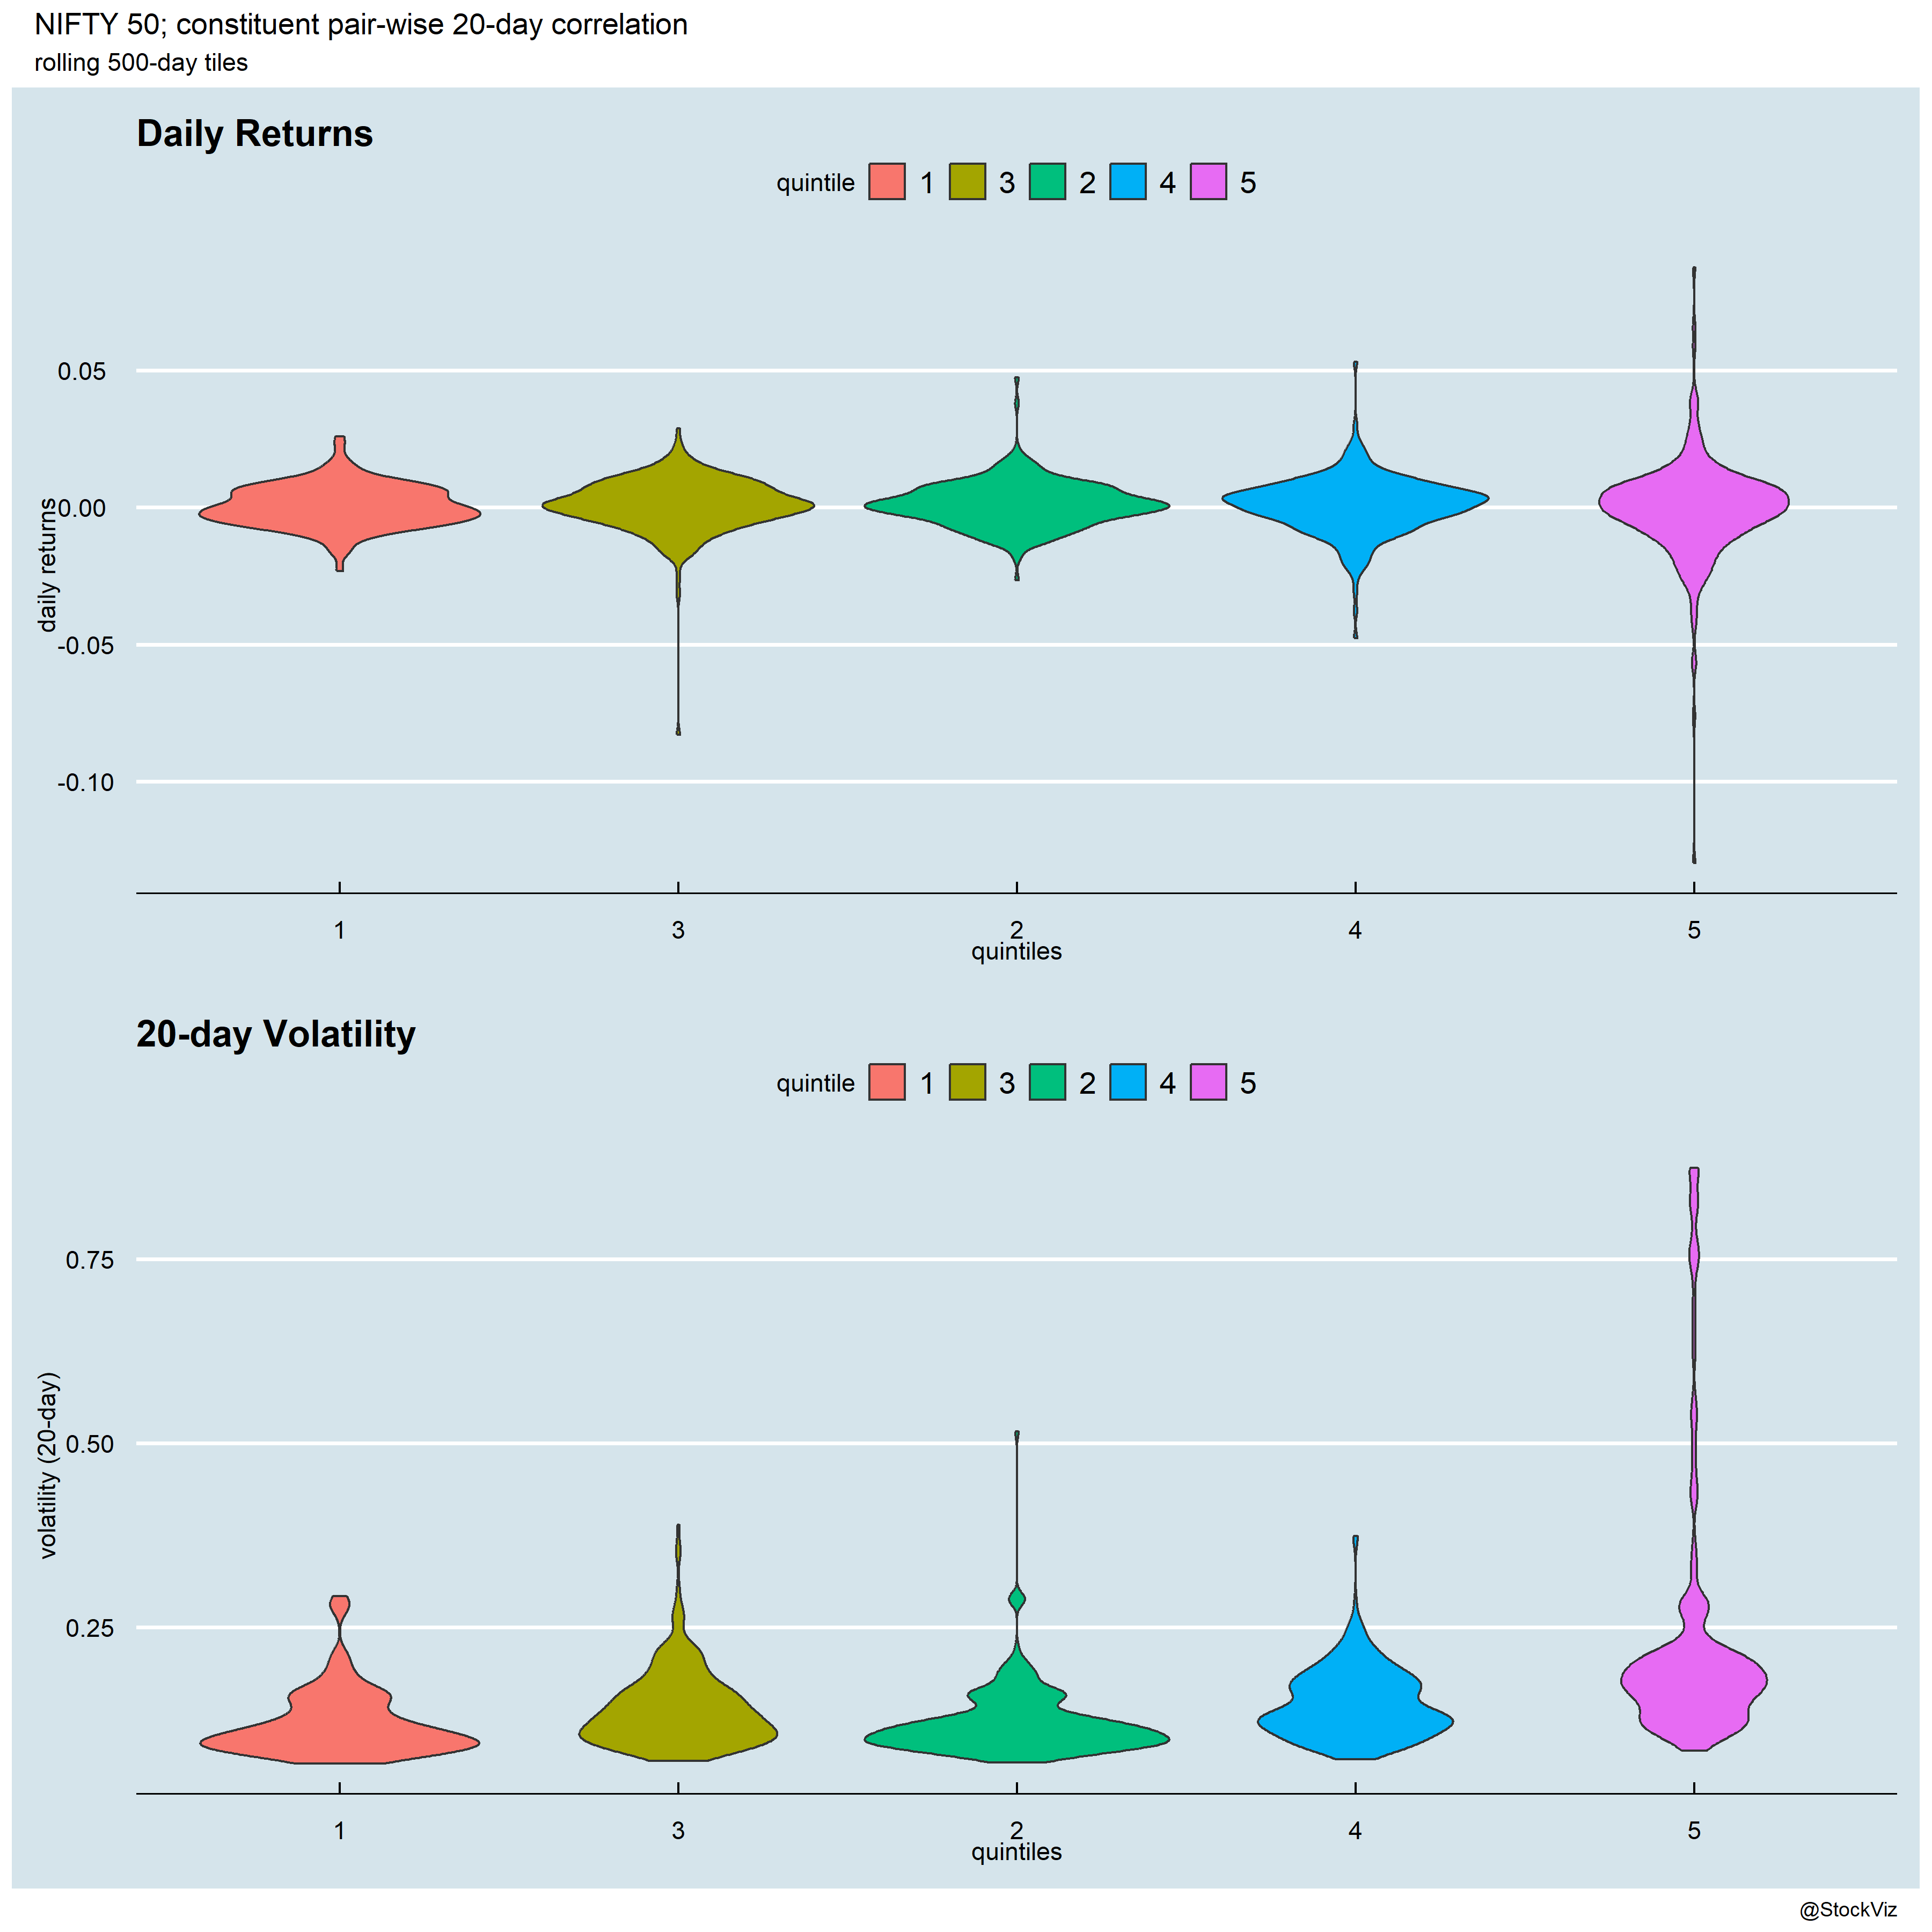 NIFTY 50; constituent pair-wise 20-day correlation
rolling 500-day tiles
Daily Returns
quintile 1 3 2 4 5
daily returns
0.05
0.00
-0.05
-0.10
1 3 2 4 5
quintiles
20-day Volatility
quintile 1 3 2 4 5
volatility (20-day)
0.75
0.50
0.25
1 3 2 4 5
quintiles
@StockViz